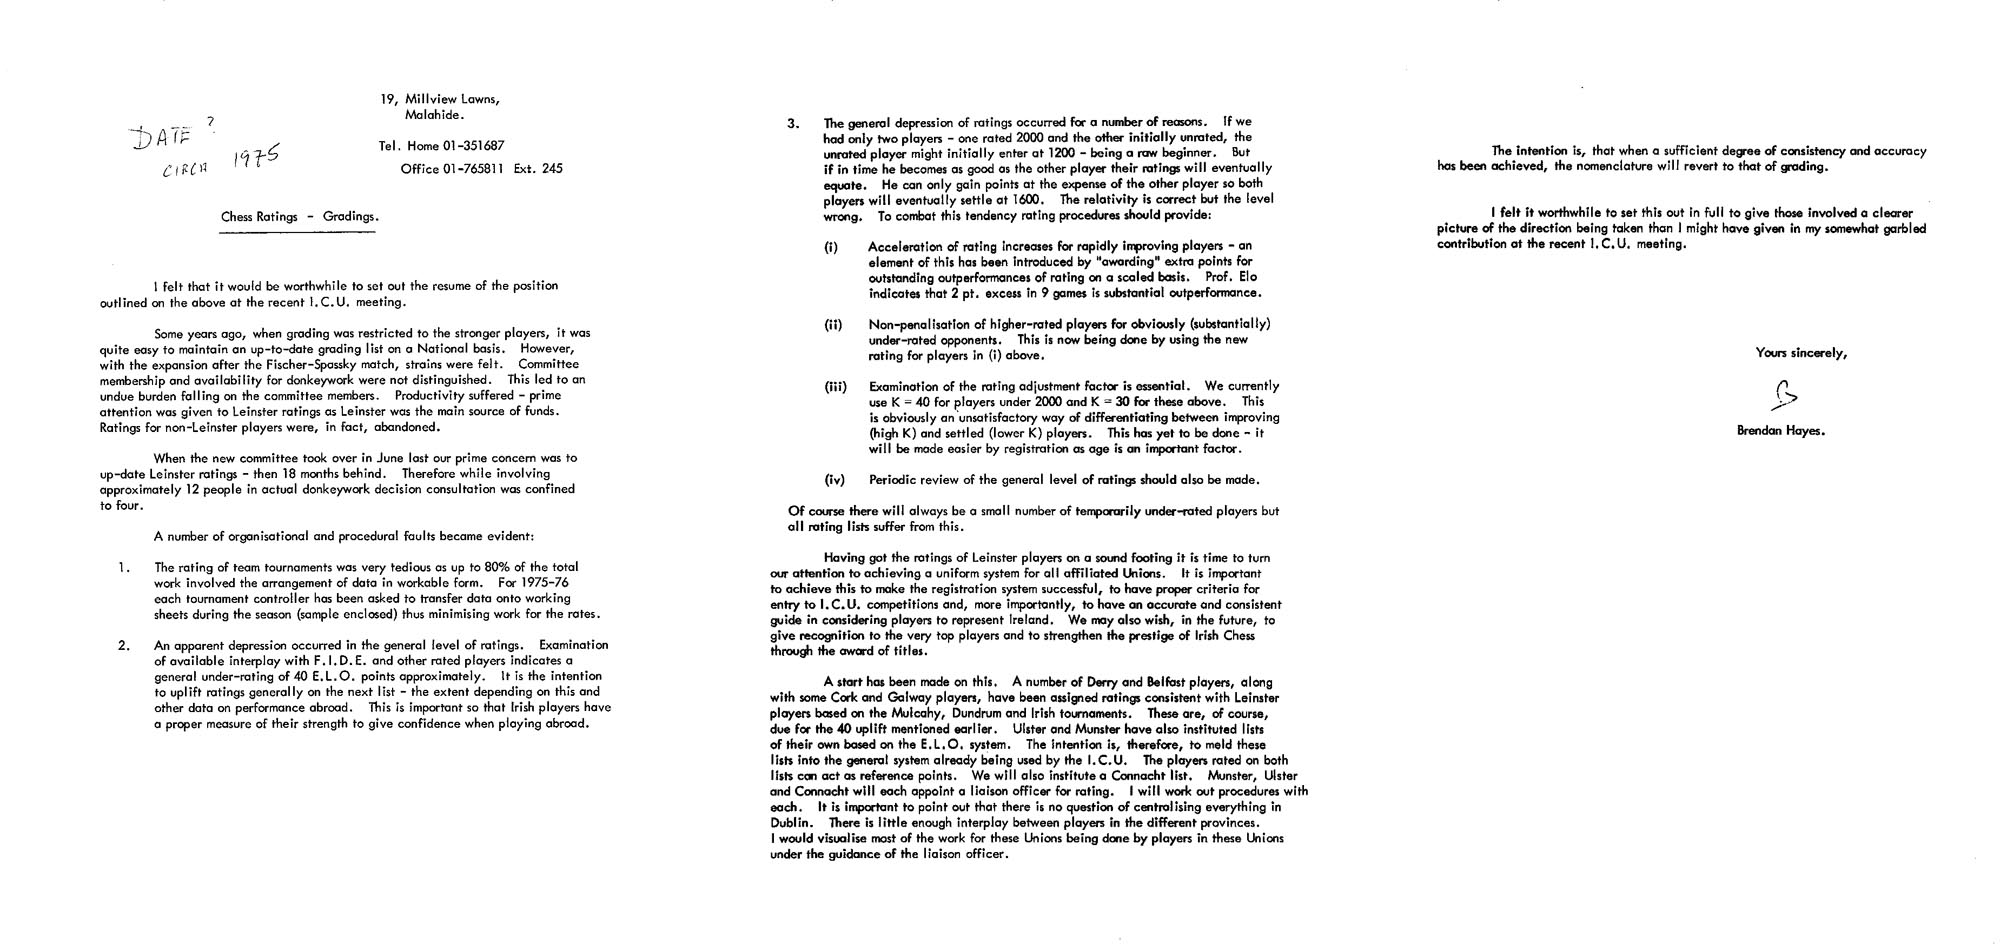 19, Millview Lawns,
Malahide.
DATE ?
CIRCA 1975
Tel. Home 01-351687
Office 01-765811 Ext. 245
Chess Ratings - Gradings.
I felt that it would be worthwhile to set out the resume of the position
outlined on the above at the recent I.C.U. meeting.
Some years ago, when grading was restricted to the stronger players, it was
quite easy to maintain an up-to-date grading list on a National basis. However,
with the expansion after the Fischer-Spassky match, strains were felt. Committee
membership and availability for donkeywork were not distinguished. This led to an
undue burden falling on the committee members. Productivity suffered - prime
attention was given to Leinster ratings as Leinster was the main source of funds.
Ratings for non-Leinster players were, in fact, abandoned.
When the new committee took over in June last our prime concern was to
up-date Leinster ratings - then 18 months behind. Therefore while involving
approximately 12 people in actual donkeywork decision consultation was confined
to four.
A number of organisational and procedural faults became evident:
1. The rating of team tournaments was very tedious as up to 80% of the total
work involved the arrangement of data in workable form. For 1975-76
each tournament controller has been asked to transfer data onto working
sheets during the season (sample enclosed) thus minimising work for the rates.
2. An apparent depression occurred in the general level of ratings. Examination
of available interplay with F.I.D.E. and other rated players indicates a
general under-rating of 40 E.L.O. points approximately. It is the intention
to uplift ratings generally on the next list - the extent depending on this and
other data on performance abroad. This is important so that Irish players have
a proper measure of their strength to give confidence when playing abroad.
3. The general depression of ratings occurred for a number of reasons. If we
had only two players - one rated 2000 and the other initially unrated, the
unrated player might initially enter at 1200 - being a raw beginner. But
if in time he becomes as good as the other player their ratings will eventually
equate. He can only gain points at the expense of the other player so both
players will eventually settle at 1600. The relativity is correct but the level
wrong. To combat this tendency rating procedures should provide:
(i) Acceleration of rating increases for rapidly improving players - an
element of this has been introduced by "awarding" extra points for
outstanding outperformances of rating on a scaled basis. Prof. Elo
indicates that 2 pt. excess in 9 games is substantial outperformance.
(ii) Non-penalisation of higher-rated players for obviously (substantially)
under-rated opponents. This is now being done by using the new
rating for players in (i) above.
(iii) Examination of the rating adjustment factor is essential. We currently
use K = 40 for players under 2000 and K = 30 for these above. This
is obviously an unsatisfactory way of differentiating between improving
(high K) and settled (lower K) players. This has yet to be done - it
will be made easier by registration as age is an important factor.
(iv) Periodic review of the general level of ratings should also be made.
Of course there will always be a small number of temporarily under-rated players but
all rating lists suffer from this.
Having got the ratings of Leinster players on a sound footing it is time to turn
our attention to achieving a uniform system for all affiliated Unions. It is important
to achieve this to make the registration system successful, to have proper criteria for
entry to I.C.U. competitions and, more importantly, to have an accurate and consistent
guide in considering players to represent Ireland. We may also wish, in the future, to
give recognition to the very top players and to strengthen the prestige of Irish Chess
through the award of titles.
A start has been made on this. A number of Derry and Belfast players, along
with some Cork and Galway players, have been assigned ratings consistent with Leinster
players based on the Mulcahy, Dundrum and Irish tournaments. These are, of course,
due for the 40 uplift mentioned earlier. Ulster and Munster have also instituted lists
of their own based on the E.L.O. system. The intention is, therefore, to meld these
lists into the general system already being used by the I.C.U. The players rated on both
lists can act as reference points. We will also institute a Connacht list. Munster, Ulster
and Connacht will each appoint a liaison officer for rating. I will work out procedures with
each. It is important to point out that there is no question of centralising everything in
Dublin. There is little enough interplay between players in the different provinces.
I would visualise most of the work for these Unions being done by players in these Unions
under the guidance of the liaison officer.
The intention is, that when a sufficient degree of consistency and accuracy
has been achieved, the nomenclature will revert to that of grading.
I felt it worthwhile to set this out in full to give those involved a clearer
picture of the direction being taken than I might have given in my somewhat garbled
contribution at the recent I.C.U. meeting.
Yours sincerely,
B
Brendan Hayes.